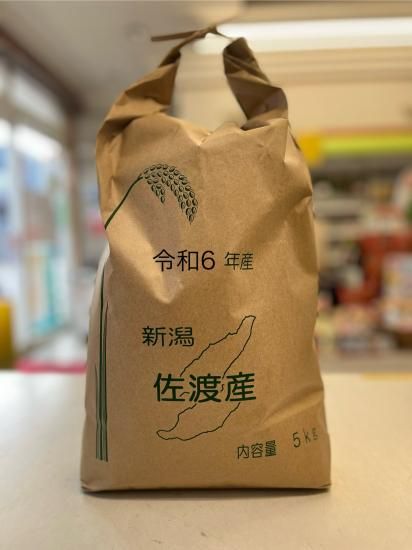 令和6年産
新潟
佐渡産
内容量 5kg